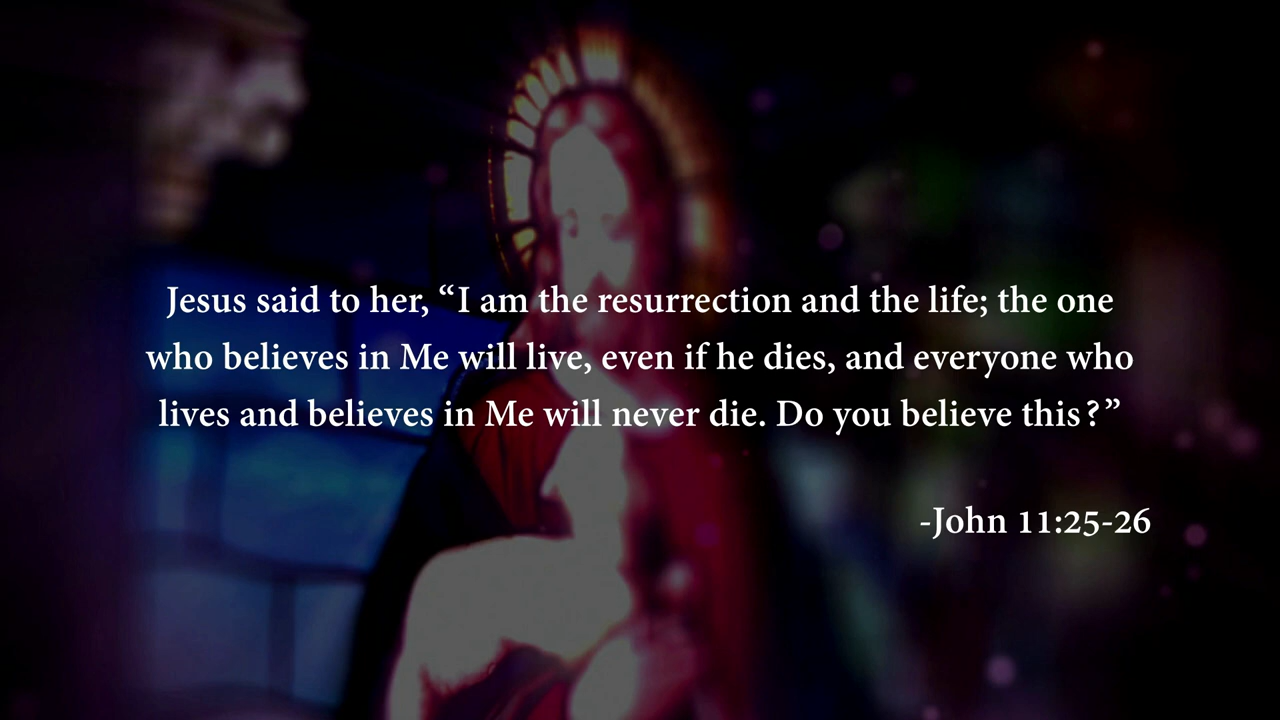 Jesus said to her, “I am the resurrection and the life; the one
who believes in Me will live, even if he dies, and everyone who
lives and believes in Me will never die. Do you believe this?”
-John 11:25-26